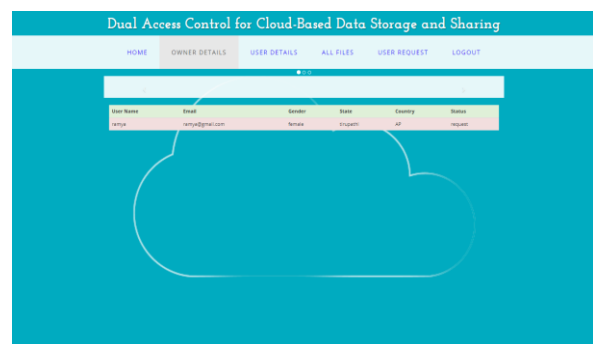 Dual Access Control for Cloud-Based Data Storage and Sharing
HOME OWNER DETAILS USER DETAILS ALL FILES USER REQUEST LOGOUT
User Name Email Gender State Country Status
ramya ramya@gmail.com female tirupathi AP request